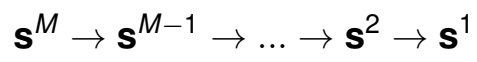 s^M → s^{M−1} → ... → s^2 → s^1